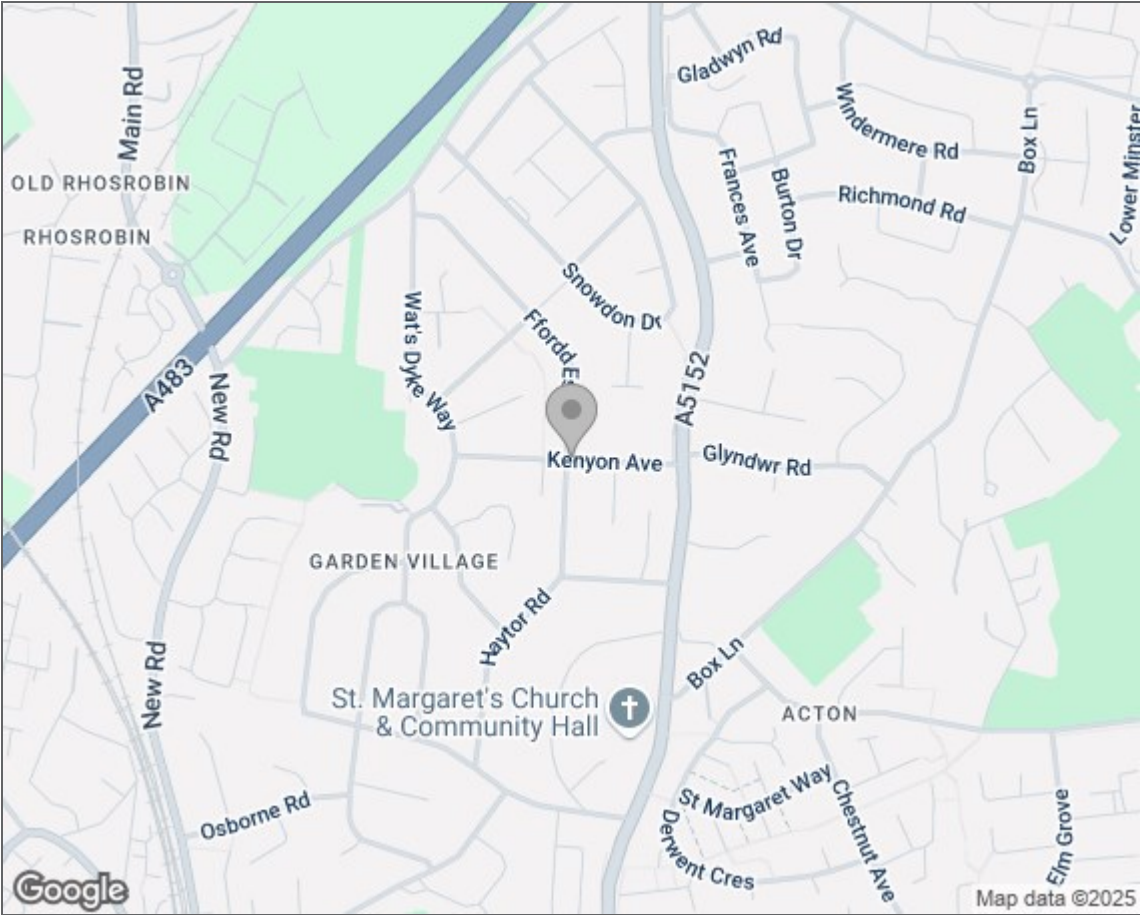 Gladwyn Rd
Main Rd
Windermere Rd
Box Ln
Lower Minster
OLD RHOSROBIN
Frances Ave
Burton Dr
Richmond Rd
RHOSROBIN
Snowdon Dr
Wat's Dyke Way
Ffordd E
A483
New Rd
A5152
Kenyon Ave
Glyndwr Rd
GARDEN VILLAGE
Haytor Rd
New Rd
Box Ln
St. Margaret's Church
& Community Hall
ACTON
St Margaret Way
Osborne Rd
Chestnut Ave
Derwent Cres
Elm Grove
Google
Map data ©2025